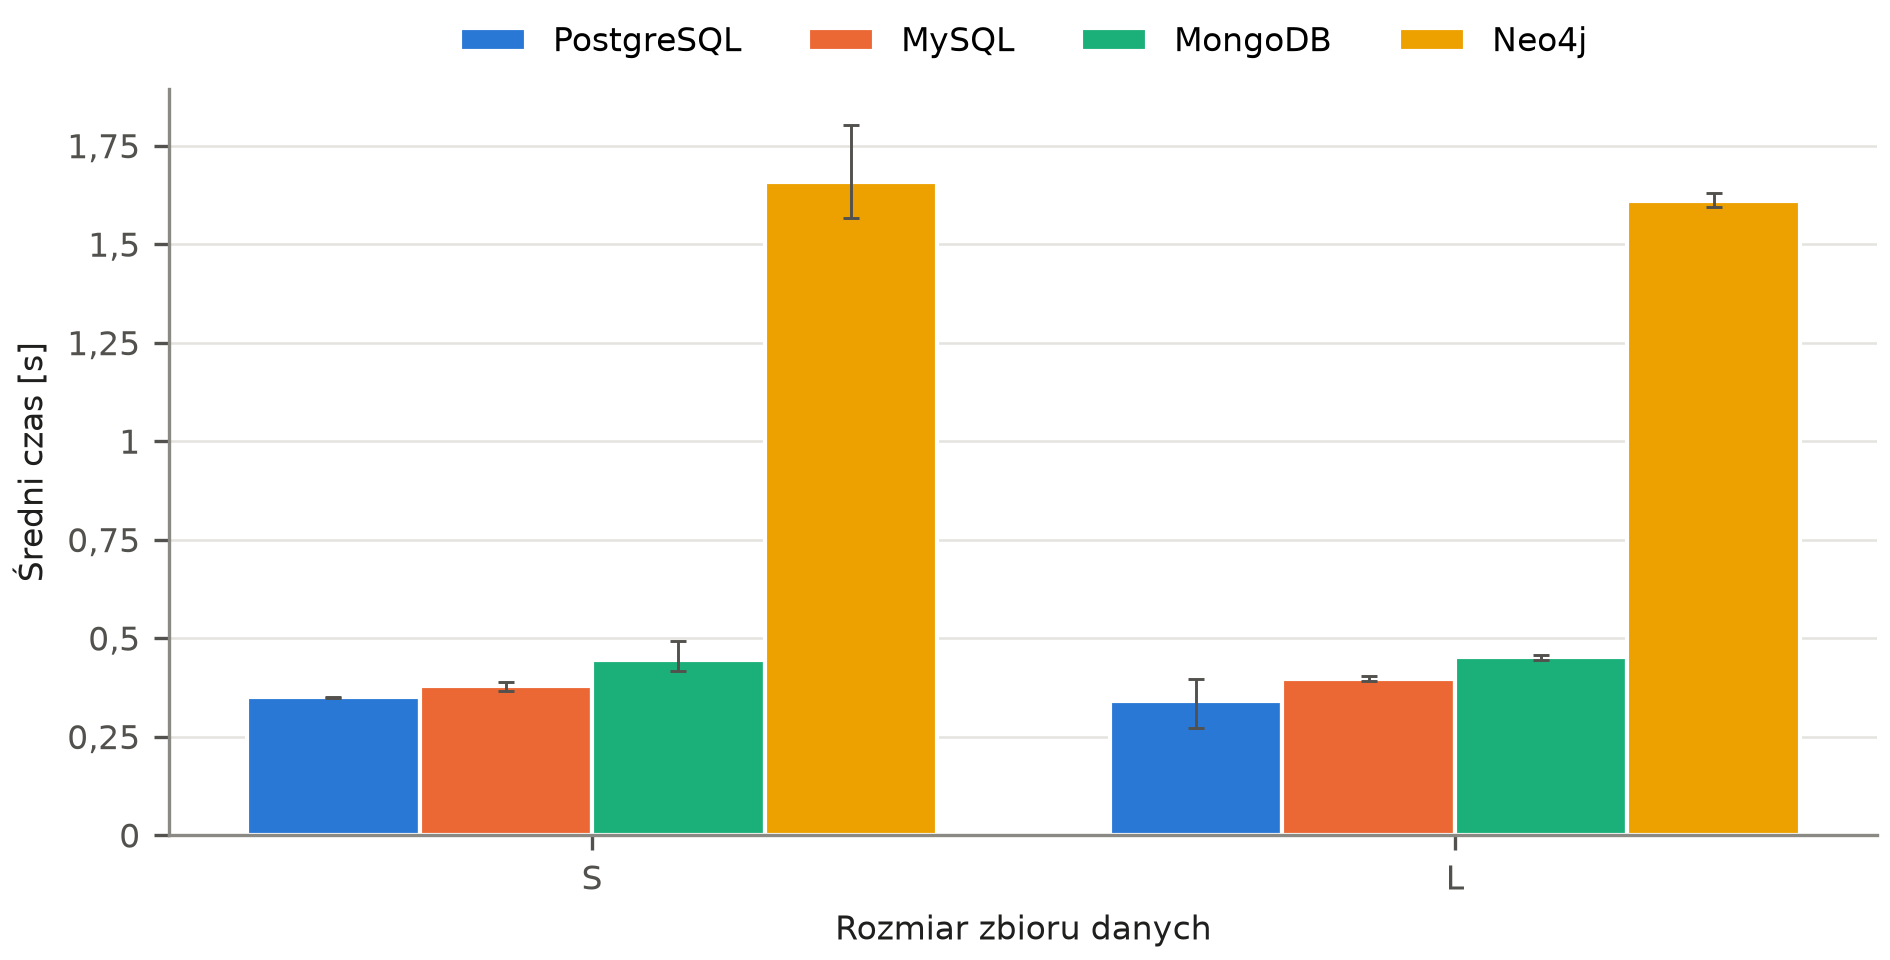 PostgreSQL MySQL MongoDB Neo4j
Średni czas [s]
1,75
1,5
1,25
1
0,75
0,5
0,25
0
S L
Rozmiar zbioru danych